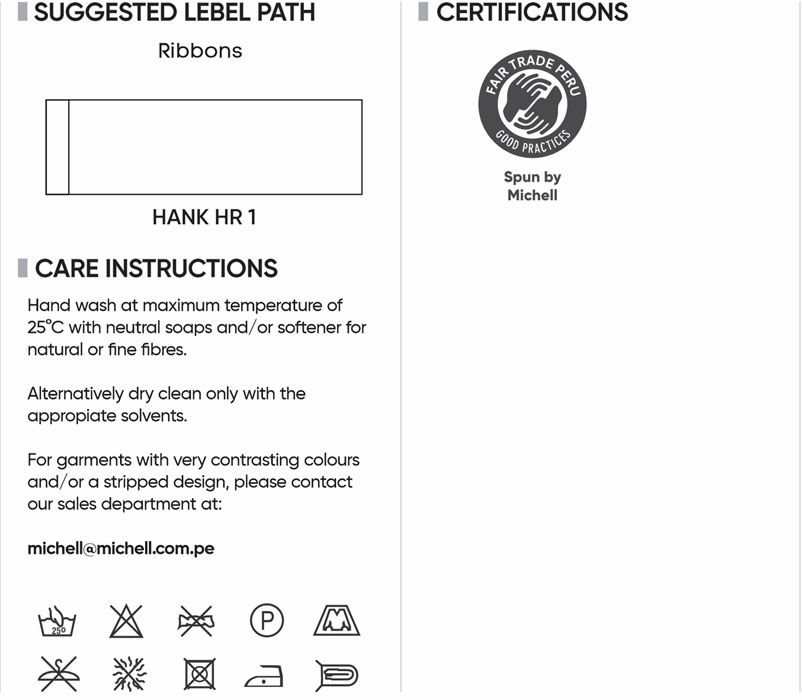 SUGGESTED LEBEL PATH
Ribbons
HANK HR 1
CARE INSTRUCTIONS
Hand wash at maximum temperature of
25°C with neutral soaps and/or softener for
natural or fine fibres.
Alternatively dry clean only with the
appropiate solvents.
For garments with very contrasting colours
and/or a stripped design, please contact
our sales department at:
michell@michell.com.pe
25°
P
CERTIFICATIONS
FAIR TRADE PERU
GOOD PRACTICES
Spun by
Michell